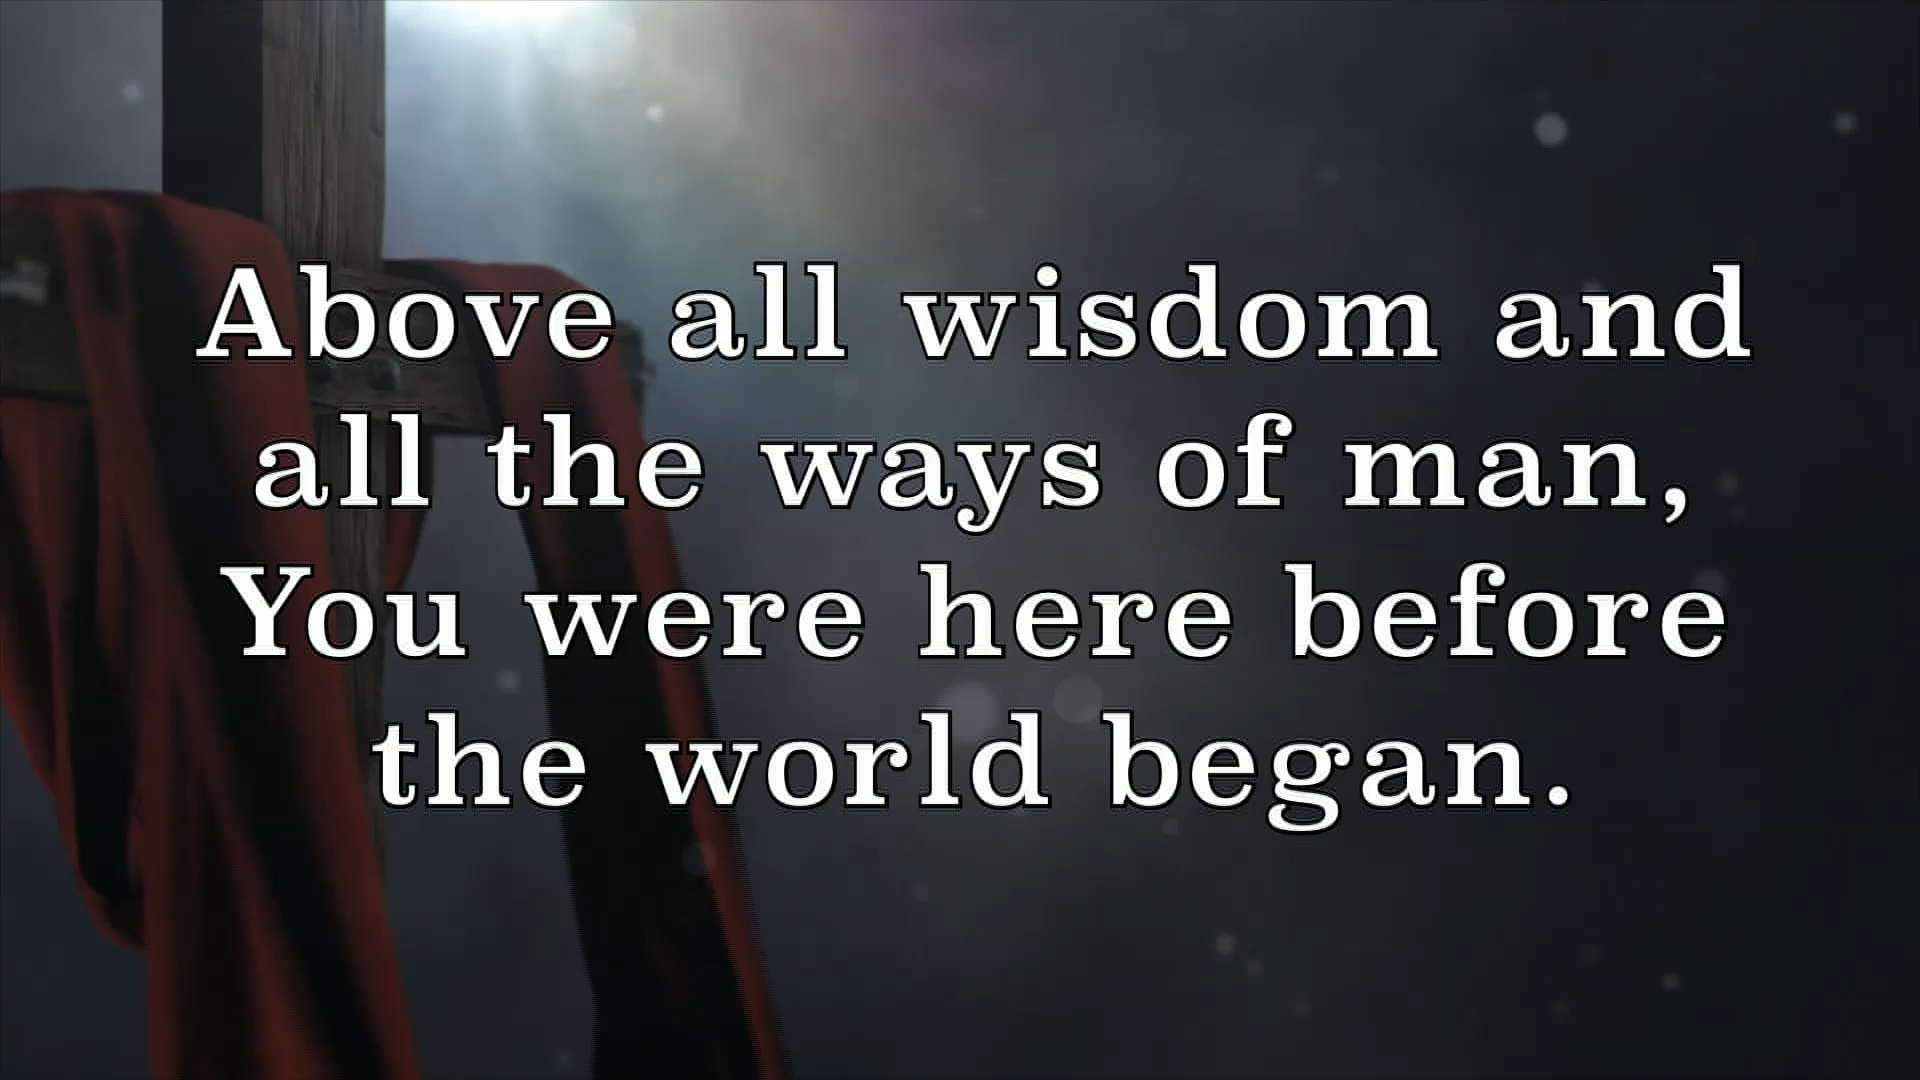 Above all wisdom and
all the ways of man,
You were here before
the world began.